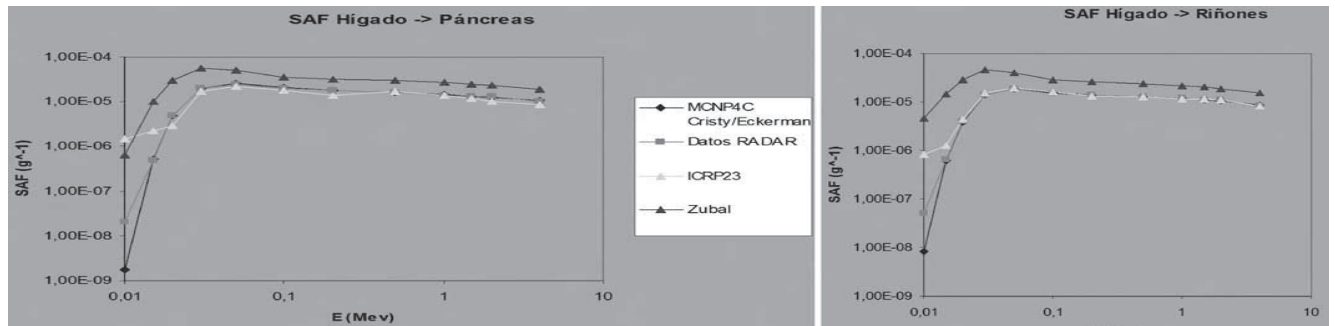 SAF Hígado -> Páncreas
1,00E-04
1,00E-05
1,00E-06
1,00E-07
1,00E-08
1,00E-09
SAF (g^-1)
0,01
0,1
1
10
E (Mev)
MCNP4C
Cristy/Eckerman
Datos RADAR
ICRP23
Zubal
SAF Hígado -> Riñones
1,00E-04
1,00E-05
1,00E-06
1,00E-07
1,00E-08
1,00E-09
SAF (g^-1)
0,01
0,1
1
10